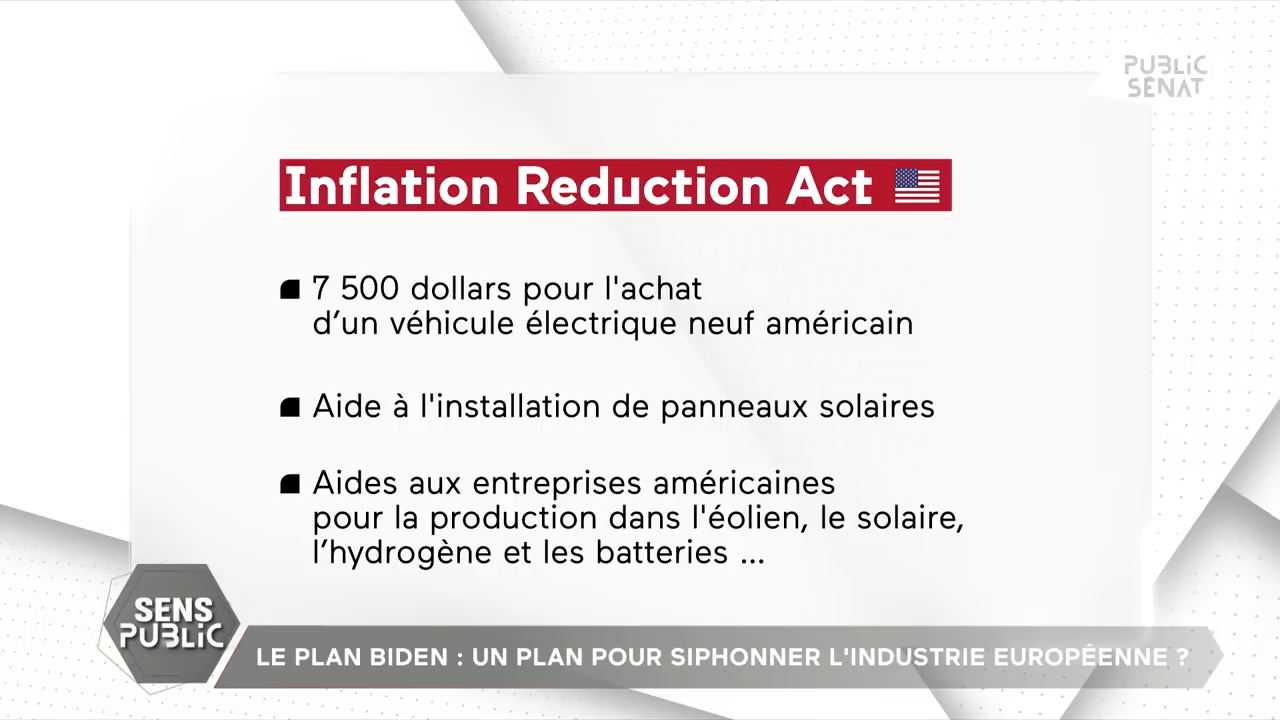 PUBLIC
SÉNAT
Inflation Reduction Act
7 500 dollars pour l'achat
d’un véhicule électrique neuf américain
Aide à l'installation de panneaux solaires
Aides aux entreprises américaines
pour la production dans l'éolien, le solaire,
l’hydrogène et les batteries ...
SENS
PUBLIC
LE PLAN BIDEN : UN PLAN POUR SIPHONNER L'INDUSTRIE EUROPÉENNE ?